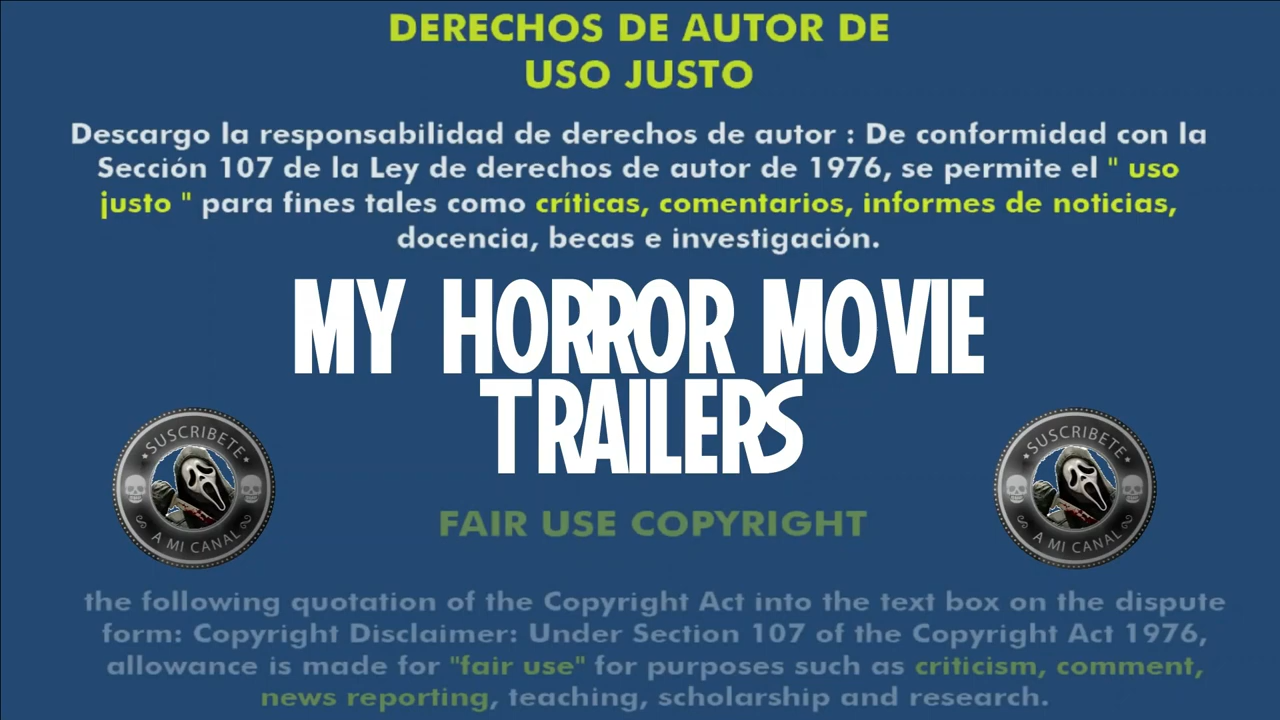 DERECHOS DE AUTOR DE
USO JUSTO
Descargo la responsabilidad de derechos de autor : De conformidad con la
Sección 107 de la Ley de derechos de autor de 1976, se permite el " uso
justo " para fines tales como críticas, comentarios, informes de noticias,
docencia, becas e investigación.
MY HORROR MOVIE
TRAILERS
SUSCRIBETE
A MI CANAL
SUSCRIBETE
A MI CANAL
FAIR USE COPYRIGHT
the following quotation of the Copyright Act into the text box on the dispute
form: Copyright Disclaimer: Under Section 107 of the Copyright Act 1976,
allowance is made for "fair use" for purposes such as criticism, comment,
news reporting, teaching, scholarship and research.